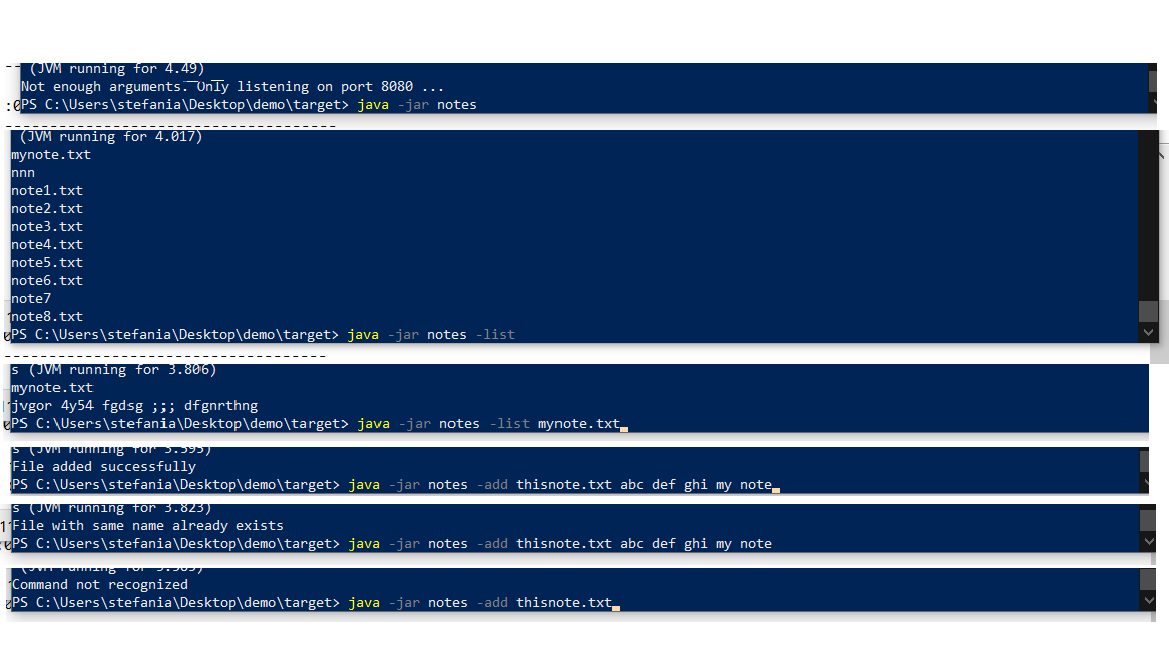 (JVM running for 4.49)
Not enough arguments. Only listening on port 8080 ...
PS C:\Users\stefania\Desktop\demo\target> java -jar notes
(JVM running for 4.017)
mynote.txt
nnn
note1.txt
note2.txt
note3.txt
note4.txt
note5.txt
note6.txt
note7
note8.txt
PS C:\Users\stefania\Desktop\demo\target> java -jar notes -list
s (JVM running for 3.806)
mynote.txt
jvgor 4y54 fgdsg ;;; dfgnrthng
PS C:\Users\stefania\Desktop\demo\target> java -jar notes -list mynote.txt
s (JVM running for 3.595)
File added successfully
PS C:\Users\stefania\Desktop\demo\target> java -jar notes -add thisnote.txt abc def ghi my note
s (JVM running for 3.823)
File with same name already exists
PS C:\Users\stefania\Desktop\demo\target> java -jar notes -add thisnote.txt abc def ghi my note
(JVM running for
Command not recognized
PS C:\Users\stefania\Desktop\demo\target> java -jar notes -add thisnote.txt